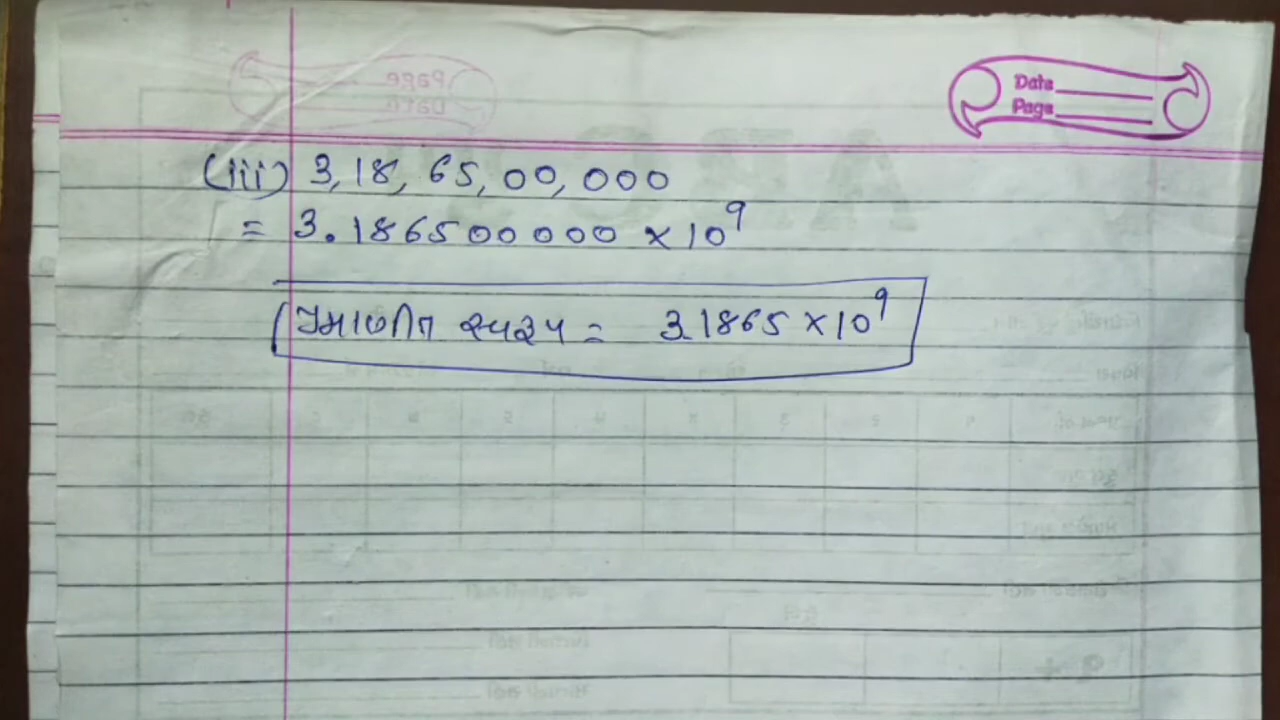 Date
Page
(iii) 3,18,65,00,000
= 3.186500000 × 10⁹
પ્રમાણિત સ્વરૂપ = 3.1865 × 10⁹